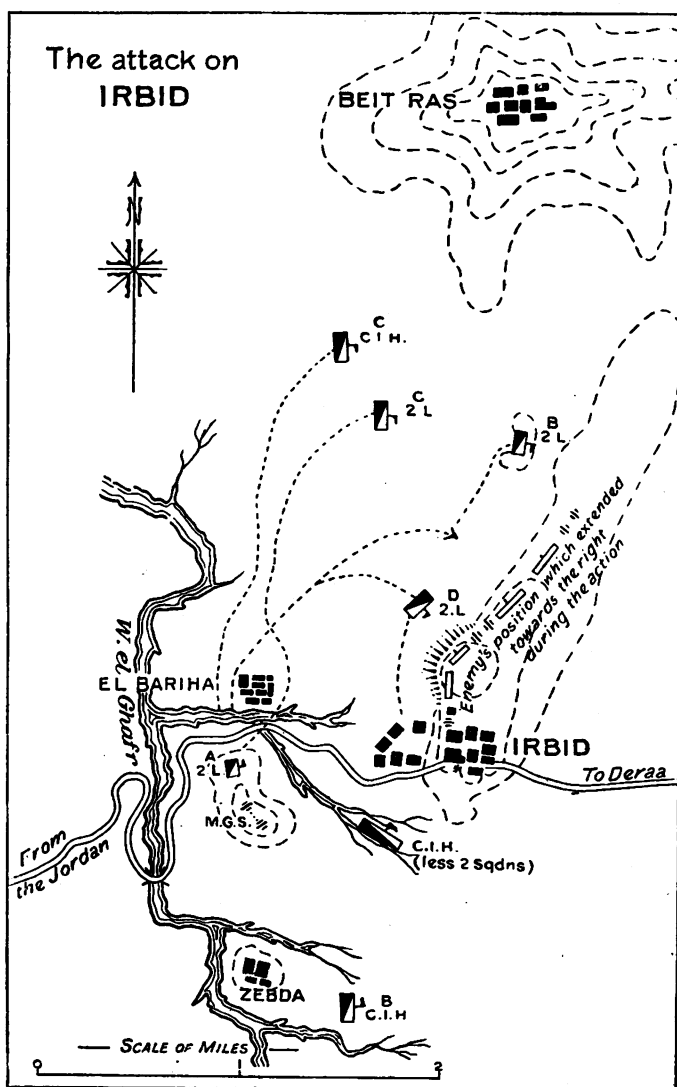 The attack on
IRBID
BEIT RAS
N
C
C I H.
C
2 L
B
2 L.
D
2. L
Enemy's position which extended
towards the right
during the action
W. el Ghafr
EL BARIHA
A
2 L.
M.G.S.
IRBID
To Deraa
C.I.H.
(less 2 Sqdns)
From
the Jordan
ZEBDA
B
C.I.H
SCALE OF MILES
0 1 2